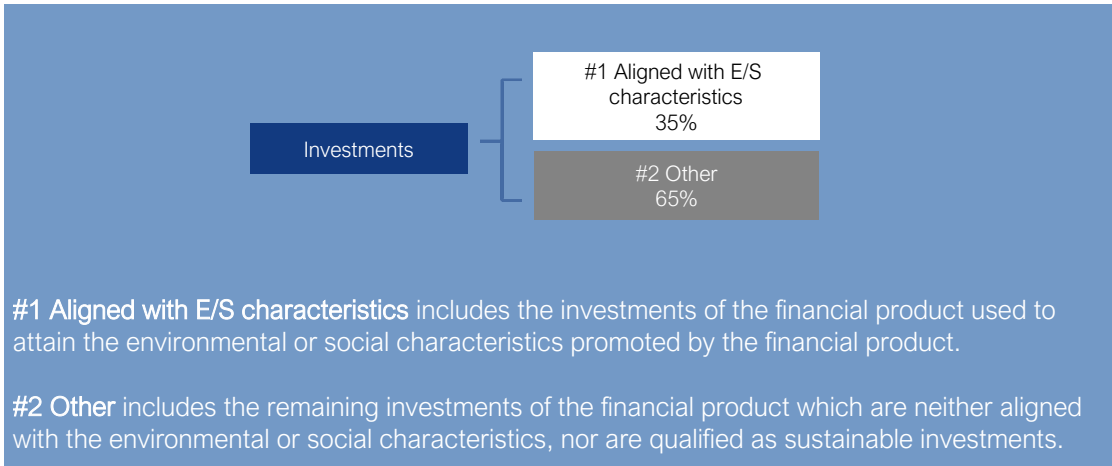 #1 Aligned with E/S
characteristics
35%
Investments
#2 Other
65%
#1 Aligned with E/S characteristics includes the investments of the financial product used to
attain the environmental or social characteristics promoted by the financial product.
#2 Other includes the remaining investments of the financial product which are neither aligned
with the environmental or social characteristics, nor are qualified as sustainable investments.